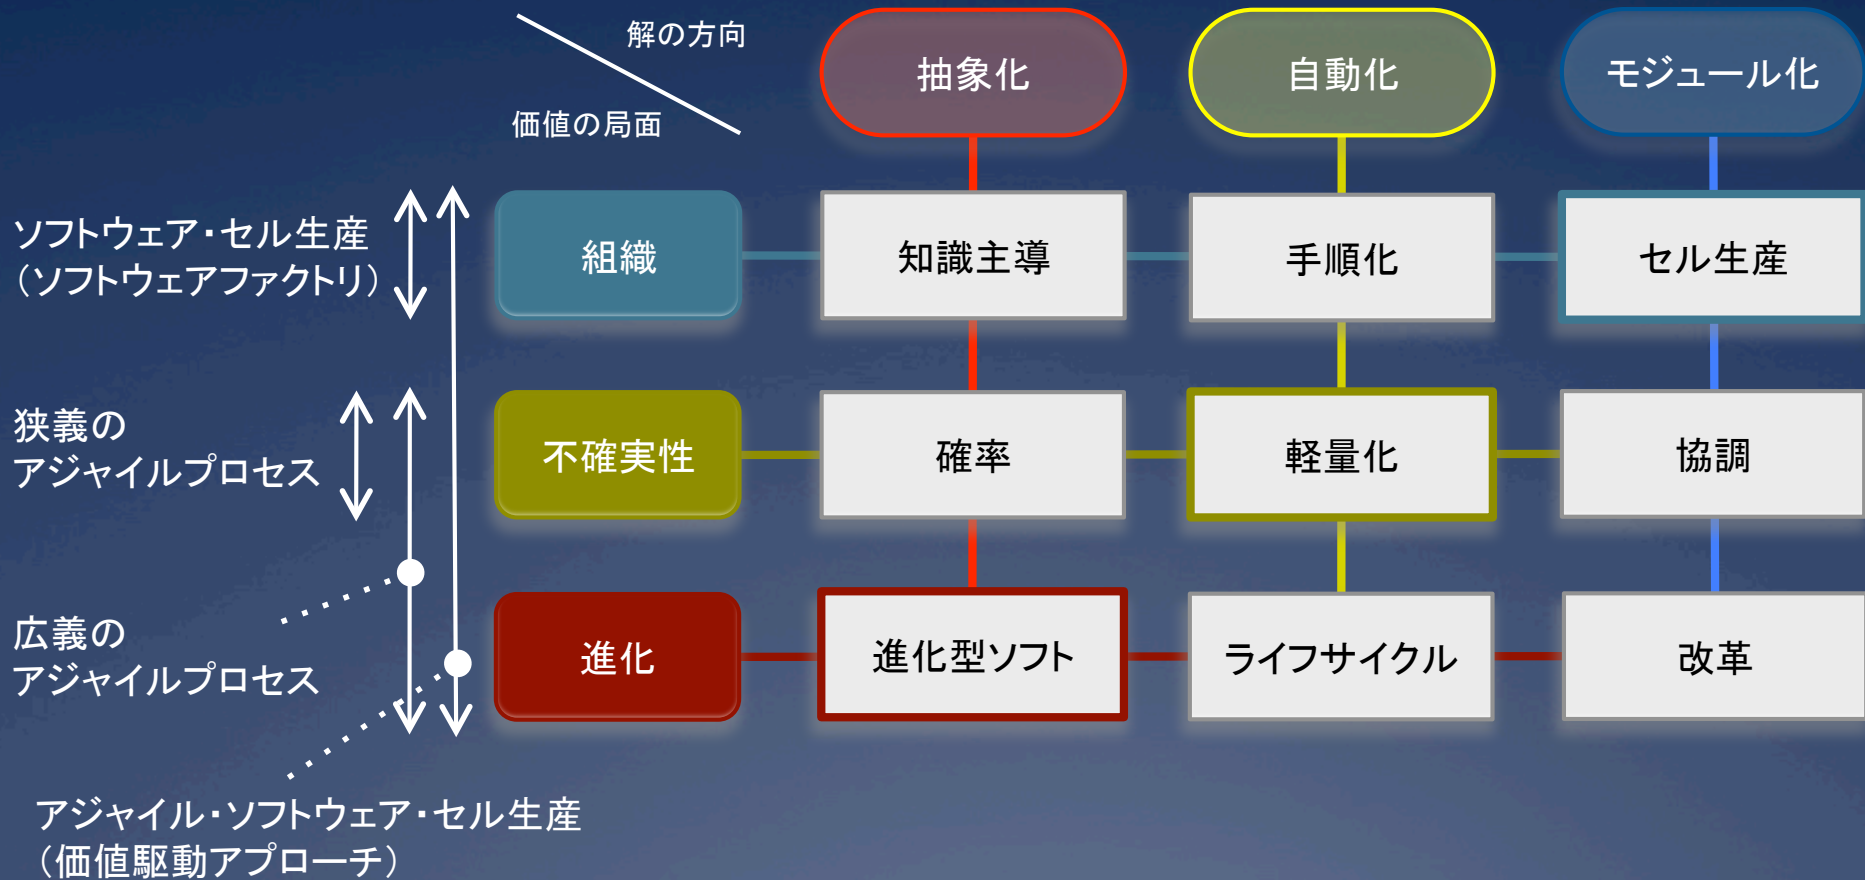 解の方向
価値の局面
抽象化
自動化
モジュール化
ソフトウェア・セル生産
（ソフトウェアファクトリ）
組織
知識主導
手順化
セル生産
狭義の
アジャイルプロセス
不確実性
確率
軽量化
協調
広義の
アジャイルプロセス
進化
進化型ソフト
ライフサイクル
改革
アジャイル・ソフトウェア・セル生産
（価値駆動アプローチ）